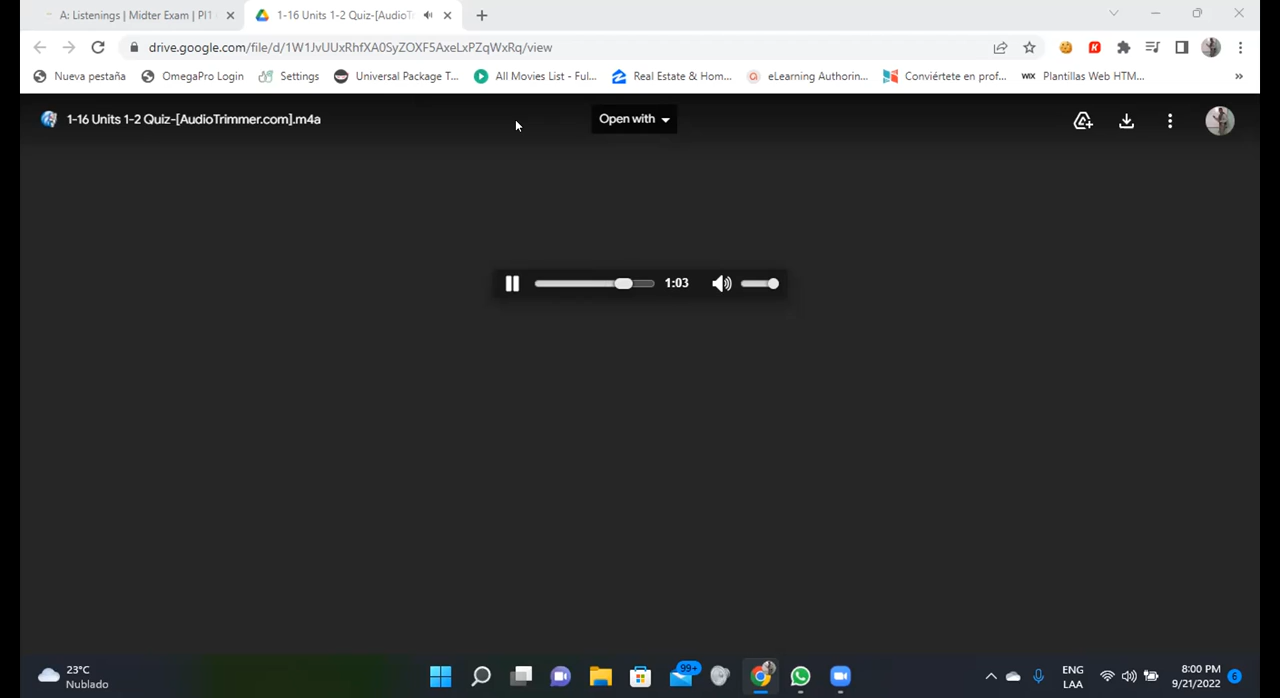 A: Listenings | Midter Exam | PI1
1-16 Units 1-2 Quiz-[AudioTr
drive.google.com/file/d/1W1JvUUxRhfXA0SyZOXF5AxeLxPZqWxRq/view
Nueva pestaña
OmegaPro Login
Settings
Universal Package T...
All Movies List - Ful...
Real Estate & Hom...
eLearning Authorin...
Conviértete en prof...
WIX Plantillas Web HTM...
»
1-16 Units 1-2 Quiz-[AudioTrimmer.com].m4a
Open with
1:03
23°C
Nublado
99+
ENG
LAA
8:00 PM
9/21/2022
6